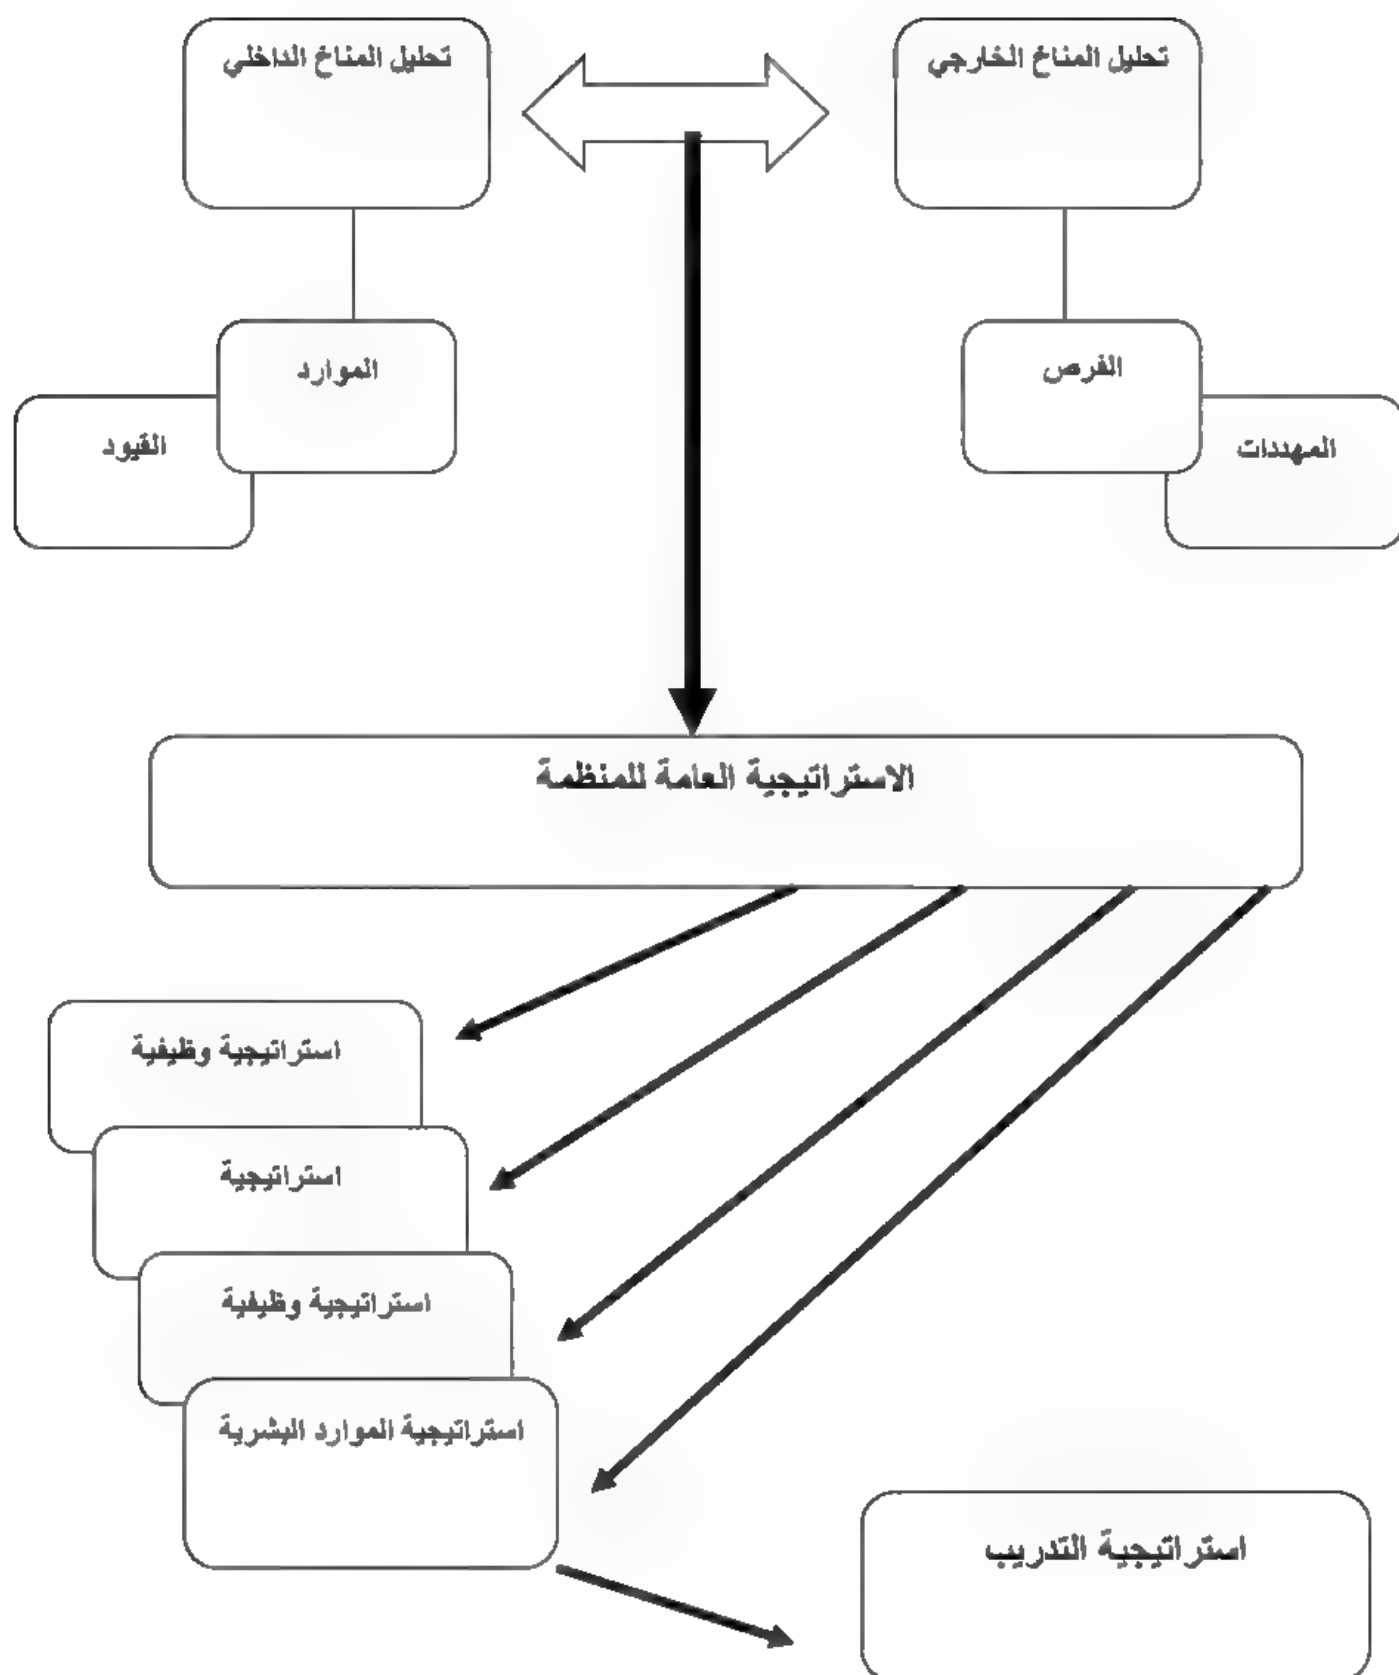 تحليل المناخ الخارجي
تحليل المناخ الداخلي
الفرص
الموارد
المهددات
القيود
الاستراتيجية العامة للمنظمة
استراتيجية وظيفية
استراتيجية
استراتيجية وظيفية
استراتيجية الموارد البشرية
استراتيجية التدريب